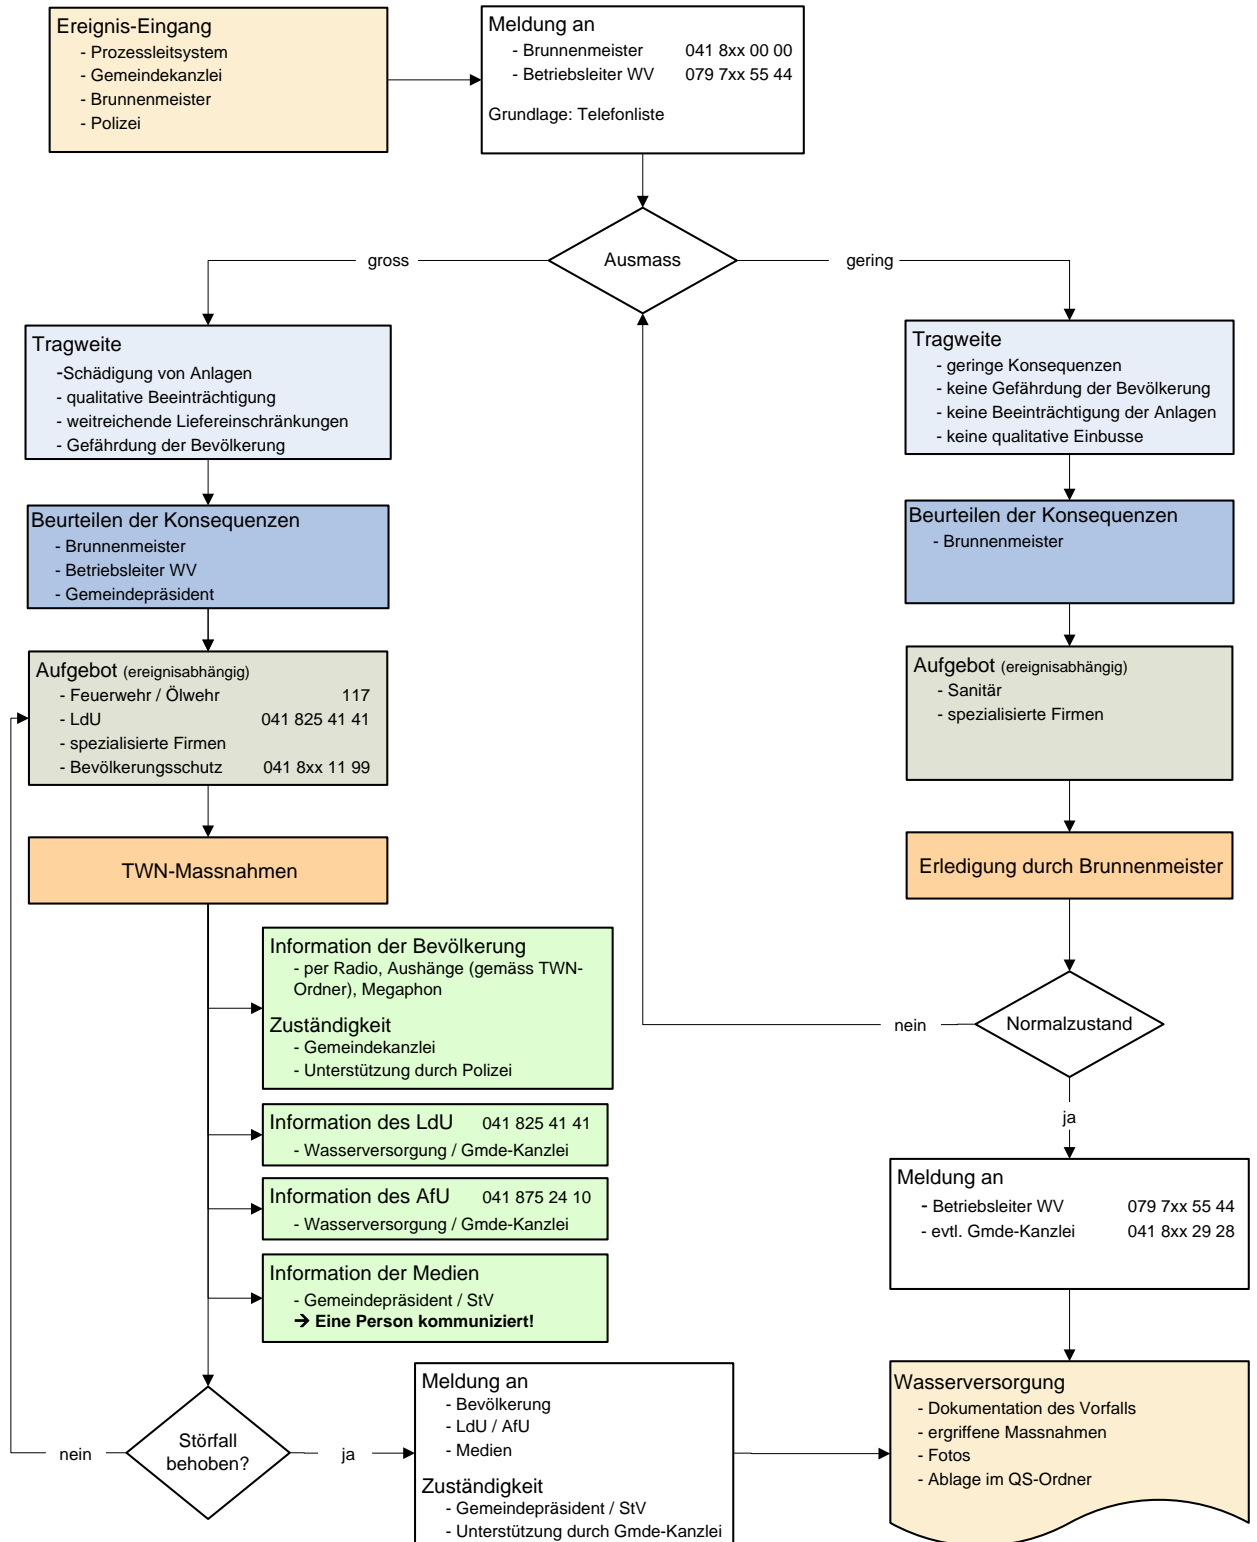 Ereignis-Eingang
- Prozessleitsystem
- Gemeindekanzlei
- Brunnenmeister
- Polizei
Meldung an
- Brunnenmeister 041 8xx 00 00
- Betriebsleiter WV 079 7xx 55 44
Grundlage: Telefonliste
Ausmass
gross
gering
Tragweite
-Schädigung von Anlagen
- qualitative Beeinträchtigung
- weitreichende Liefereinschränkungen
- Gefährdung der Bevölkerung
Beurteilen der Konsequenzen
- Brunnenmeister
- Betriebsleiter WV
- Gemeindepräsident
Aufgebot (ereignisabhängig)
- Feuerwehr / Ölwehr 117
- LdU 041 825 41 41
- spezialisierte Firmen
- Bevölkerungsschutz 041 8xx 11 99
TWN-Massnahmen
Information der Bevölkerung
- per Radio, Aushänge (gemäss TWN-
Ordner), Megaphon
Zuständigkeit
- Gemeindekanzlei
- Unterstützung durch Polizei
Information des LdU 041 825 41 41
- Wasserversorgung / Gmde-Kanzlei
Information des AfU 041 875 24 10
- Wasserversorgung / Gmde-Kanzlei
Information der Medien
- Gemeindepräsident / StV
→ Eine Person kommuniziert!
Störfall
behoben?
nein
ja
Meldung an
- Bevölkerung
- LdU / AfU
- Medien
Zuständigkeit
- Gemeindepräsident / StV
- Unterstützung durch Gmde-Kanzlei
Tragweite
- geringe Konsequenzen
- keine Gefährdung der Bevölkerung
- keine Beeinträchtigung der Anlagen
- keine qualitative Einbusse
Beurteilen der Konsequenzen
- Brunnenmeister
Aufgebot (ereignisabhängig)
- Sanitär
- spezialisierte Firmen
Erledigung durch Brunnenmeister
Normalzustand
nein
ja
Meldung an
- Betriebsleiter WV 079 7xx 55 44
- evtl. Gmde-Kanzlei 041 8xx 29 28
Wasserversorgung
- Dokumentation des Vorfalls
- ergriffene Massnahmen
- Fotos
- Ablage im QS-Ordner